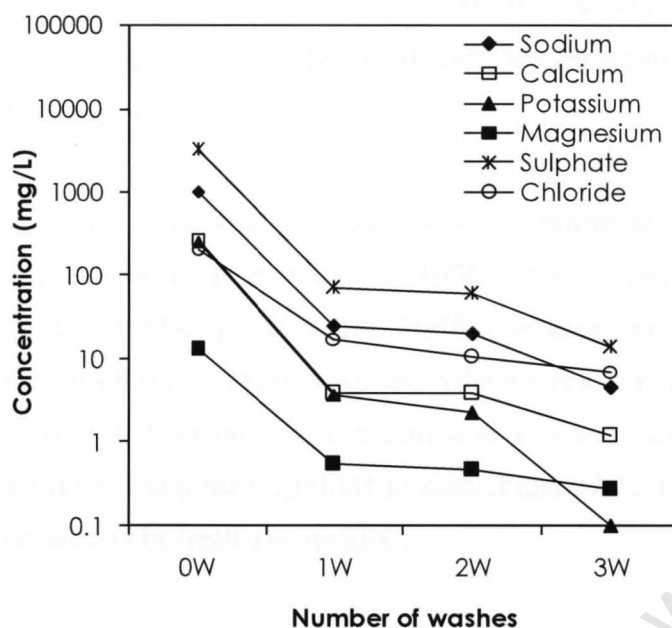 100000
10000
1000
100
10
1
0.1
Concentration (mg/L)
Sodium
Calcium
Potassium
Magnesium
Sulphate
Chloride
0W
1W
2W
3W
Number of washes